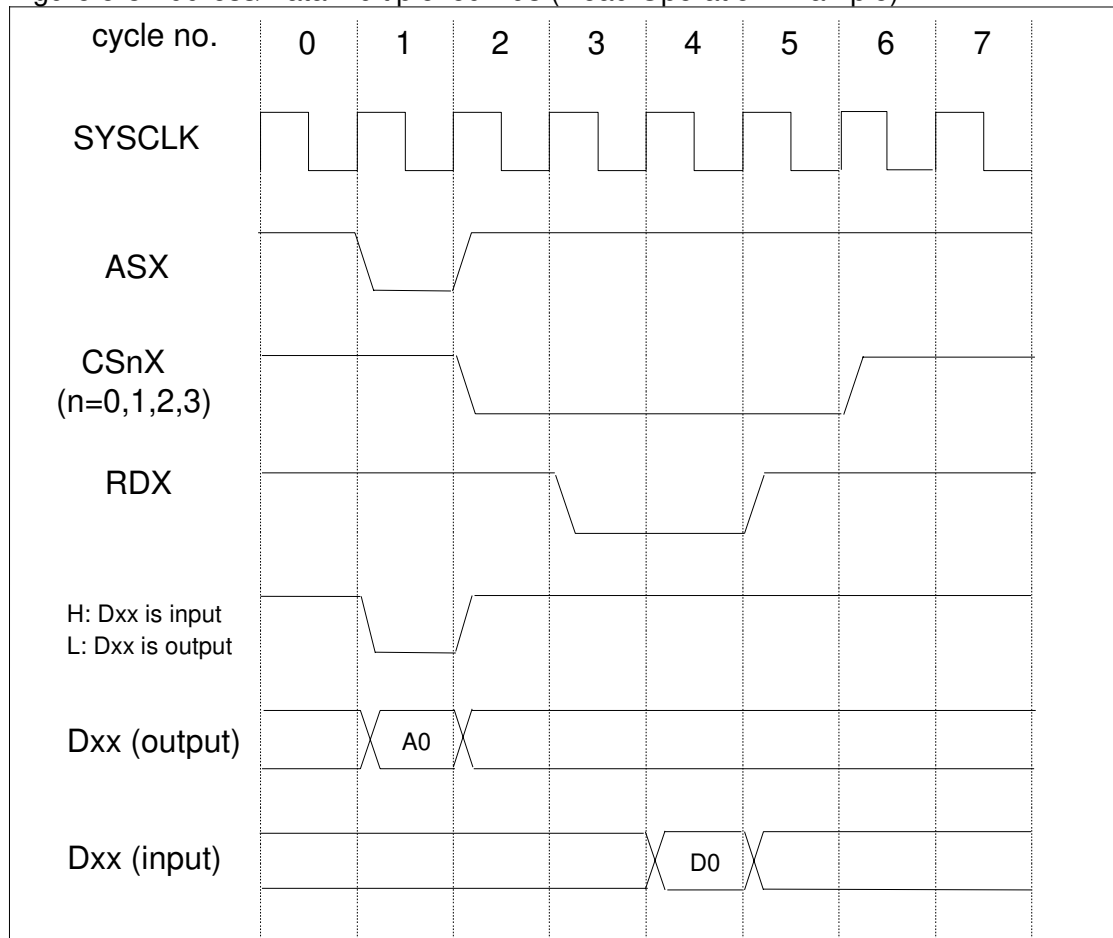 cycle no. 0 1 2 3 4 5 6 7
SYSCLK
ASX
CSnX
(n=0,1,2,3)
RDX
H: Dxx is input
L: Dxx is output
Dxx (output) A0
Dxx (input) D0